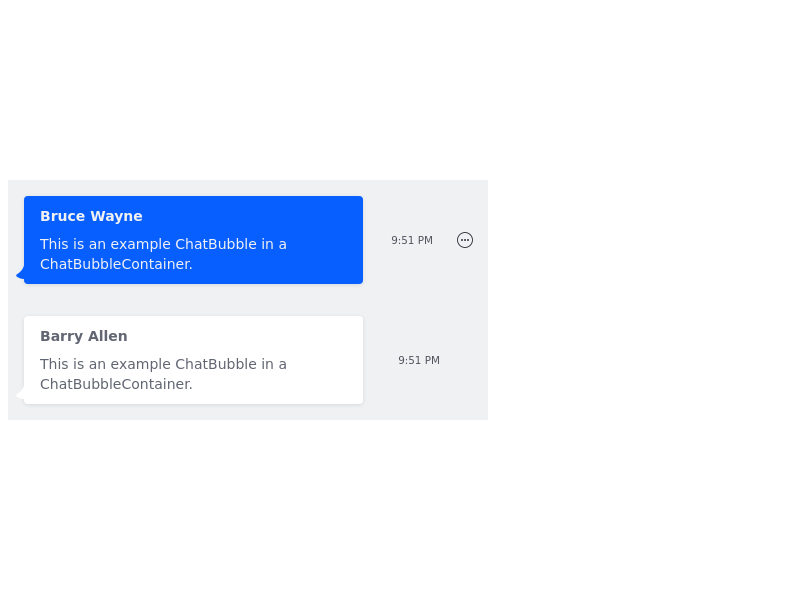 Bruce Wayne
This is an example ChatBubble in a
ChatBubbleContainer.
9:51 PM
Barry Allen
This is an example ChatBubble in a
ChatBubbleContainer.
9:51 PM